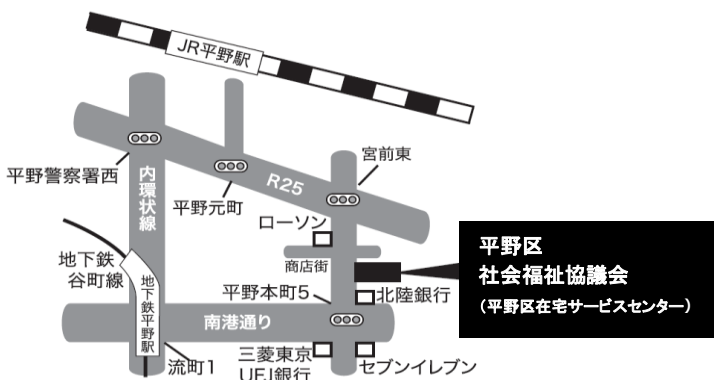 JR平野駅
平野警察署西
内環状線
平野元町
R25
宮前東
ローソン
商店街
地下鉄
谷町線
地下鉄平野駅
平野本町5
北陸銀行
南港通り
流町1
三菱東京
UFJ銀行
セブンイレブン
平野区
社会福祉協議会
(平野区在宅サービスセンター)